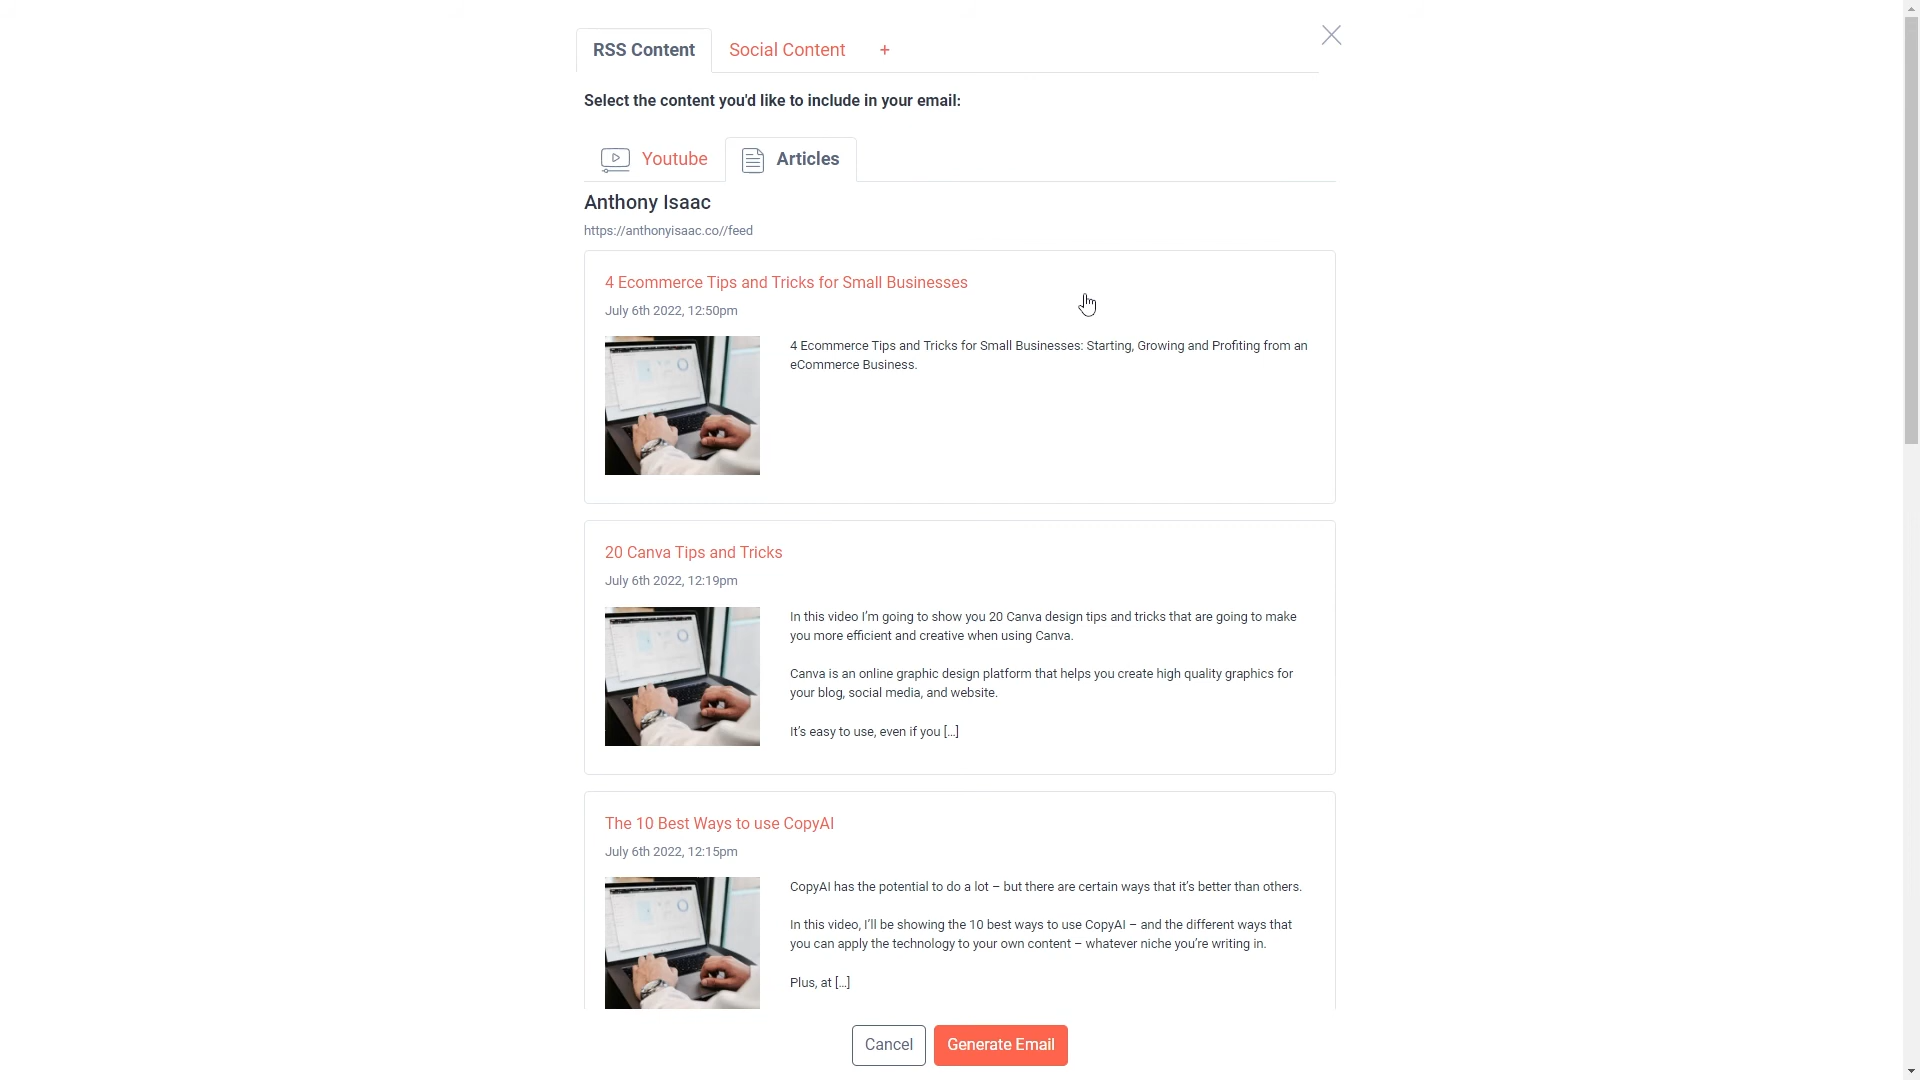 RSS Content
Social Content
+
Select the content you'd like to include in your email:
Youtube
Articles
Anthony Isaac
https://anthonyisaac.co//feed
4 Ecommerce Tips and Tricks for Small Businesses
July 6th 2022, 12:50pm
4 Ecommerce Tips and Tricks for Small Businesses: Starting, Growing and Profiting from an
eCommerce Business.
20 Canva Tips and Tricks
July 6th 2022, 12:19pm
In this video I’m going to show you 20 Canva design tips and tricks that are going to make
you more efficient and creative when using Canva.
Canva is an online graphic design platform that helps you create high quality graphics for
your blog, social media, and website.
It’s easy to use, even if you [...]
The 10 Best Ways to use CopyAI
July 6th 2022, 12:15pm
CopyAI has the potential to do a lot – but there are certain ways that it’s better than others.
In this video, I’ll be showing the 10 best ways to use CopyAI – and the different ways that
you can apply the technology to your own content – whatever niche you’re writing in.
Plus, at [...]
Cancel
Generate Email